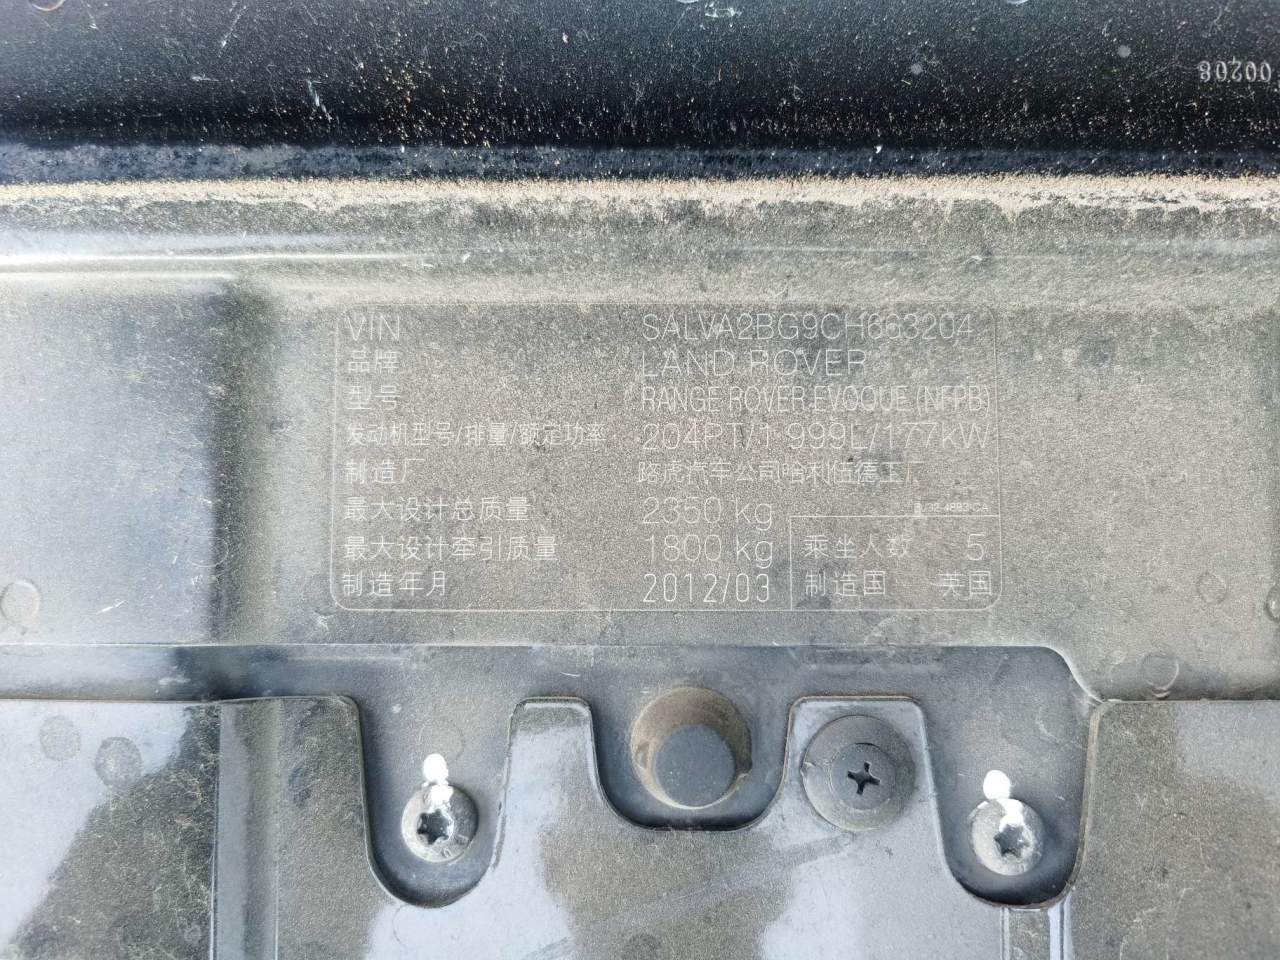 00208
VIN SALVA2BG9CH663204
品牌 LAND ROVER
型号 RANGE ROVER EVOQUE (NFPB)
发动机型号/排量/额定功率 204PT/1.999L/177kW
制造厂 路虎汽车公司哈利伍德工厂
最大设计总质量 2350 kg
最大设计牵引质量 1800 kg 乘坐人数 5
制造年月 2012/03 制造国 英国